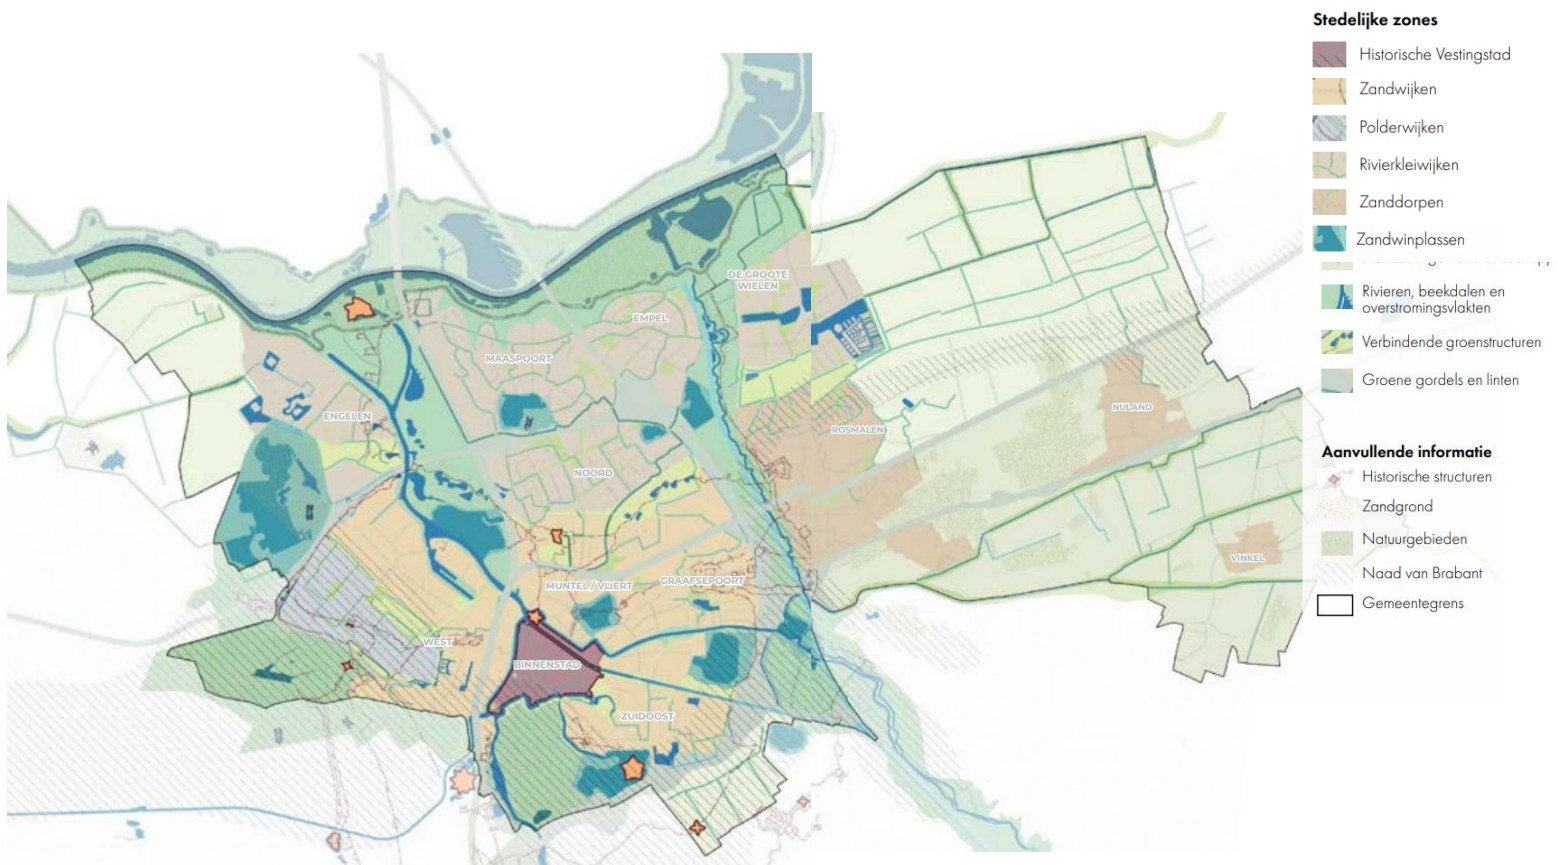 Stedelijke zones
Historische Vestingstad
Zandwijken
Polderwijken
Rivierkleiwijken
Zanddorpen
Zandwinplassen
Rivieren, beekdalen en
overstromingsvlakten
Verbindende groenstructuren
Groene gordels en linten
Aanvullende informatie
Historische structuren
Zandgrond
Natuurgebieden
Naad van Brabant
Gemeentegrens
DE GROOTE
WIELEN
EMPEL
MAASPOORT
ENGELEN
NULAND
ROSMALEN
NOORD
VINKEL
MUNTEL / VLIERT
GRAAFSEPOORT
WEST
BINNENSTAD
ZUIDOOST